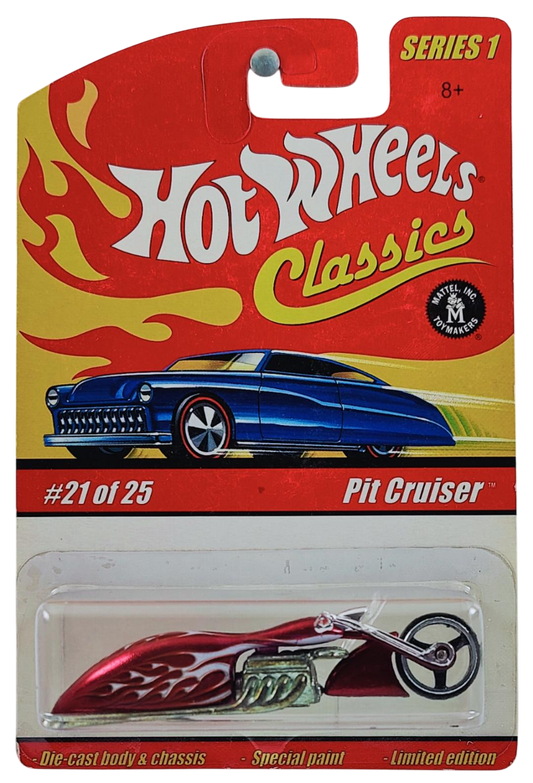 SERIES 1
8+
HOT WHEELS®
Classics
MATTEL, INC.
M
TOYMAKERS
®
#21 of 25
Pit Cruiser™
- Die-cast body & chassis - Special paint - Limited edition